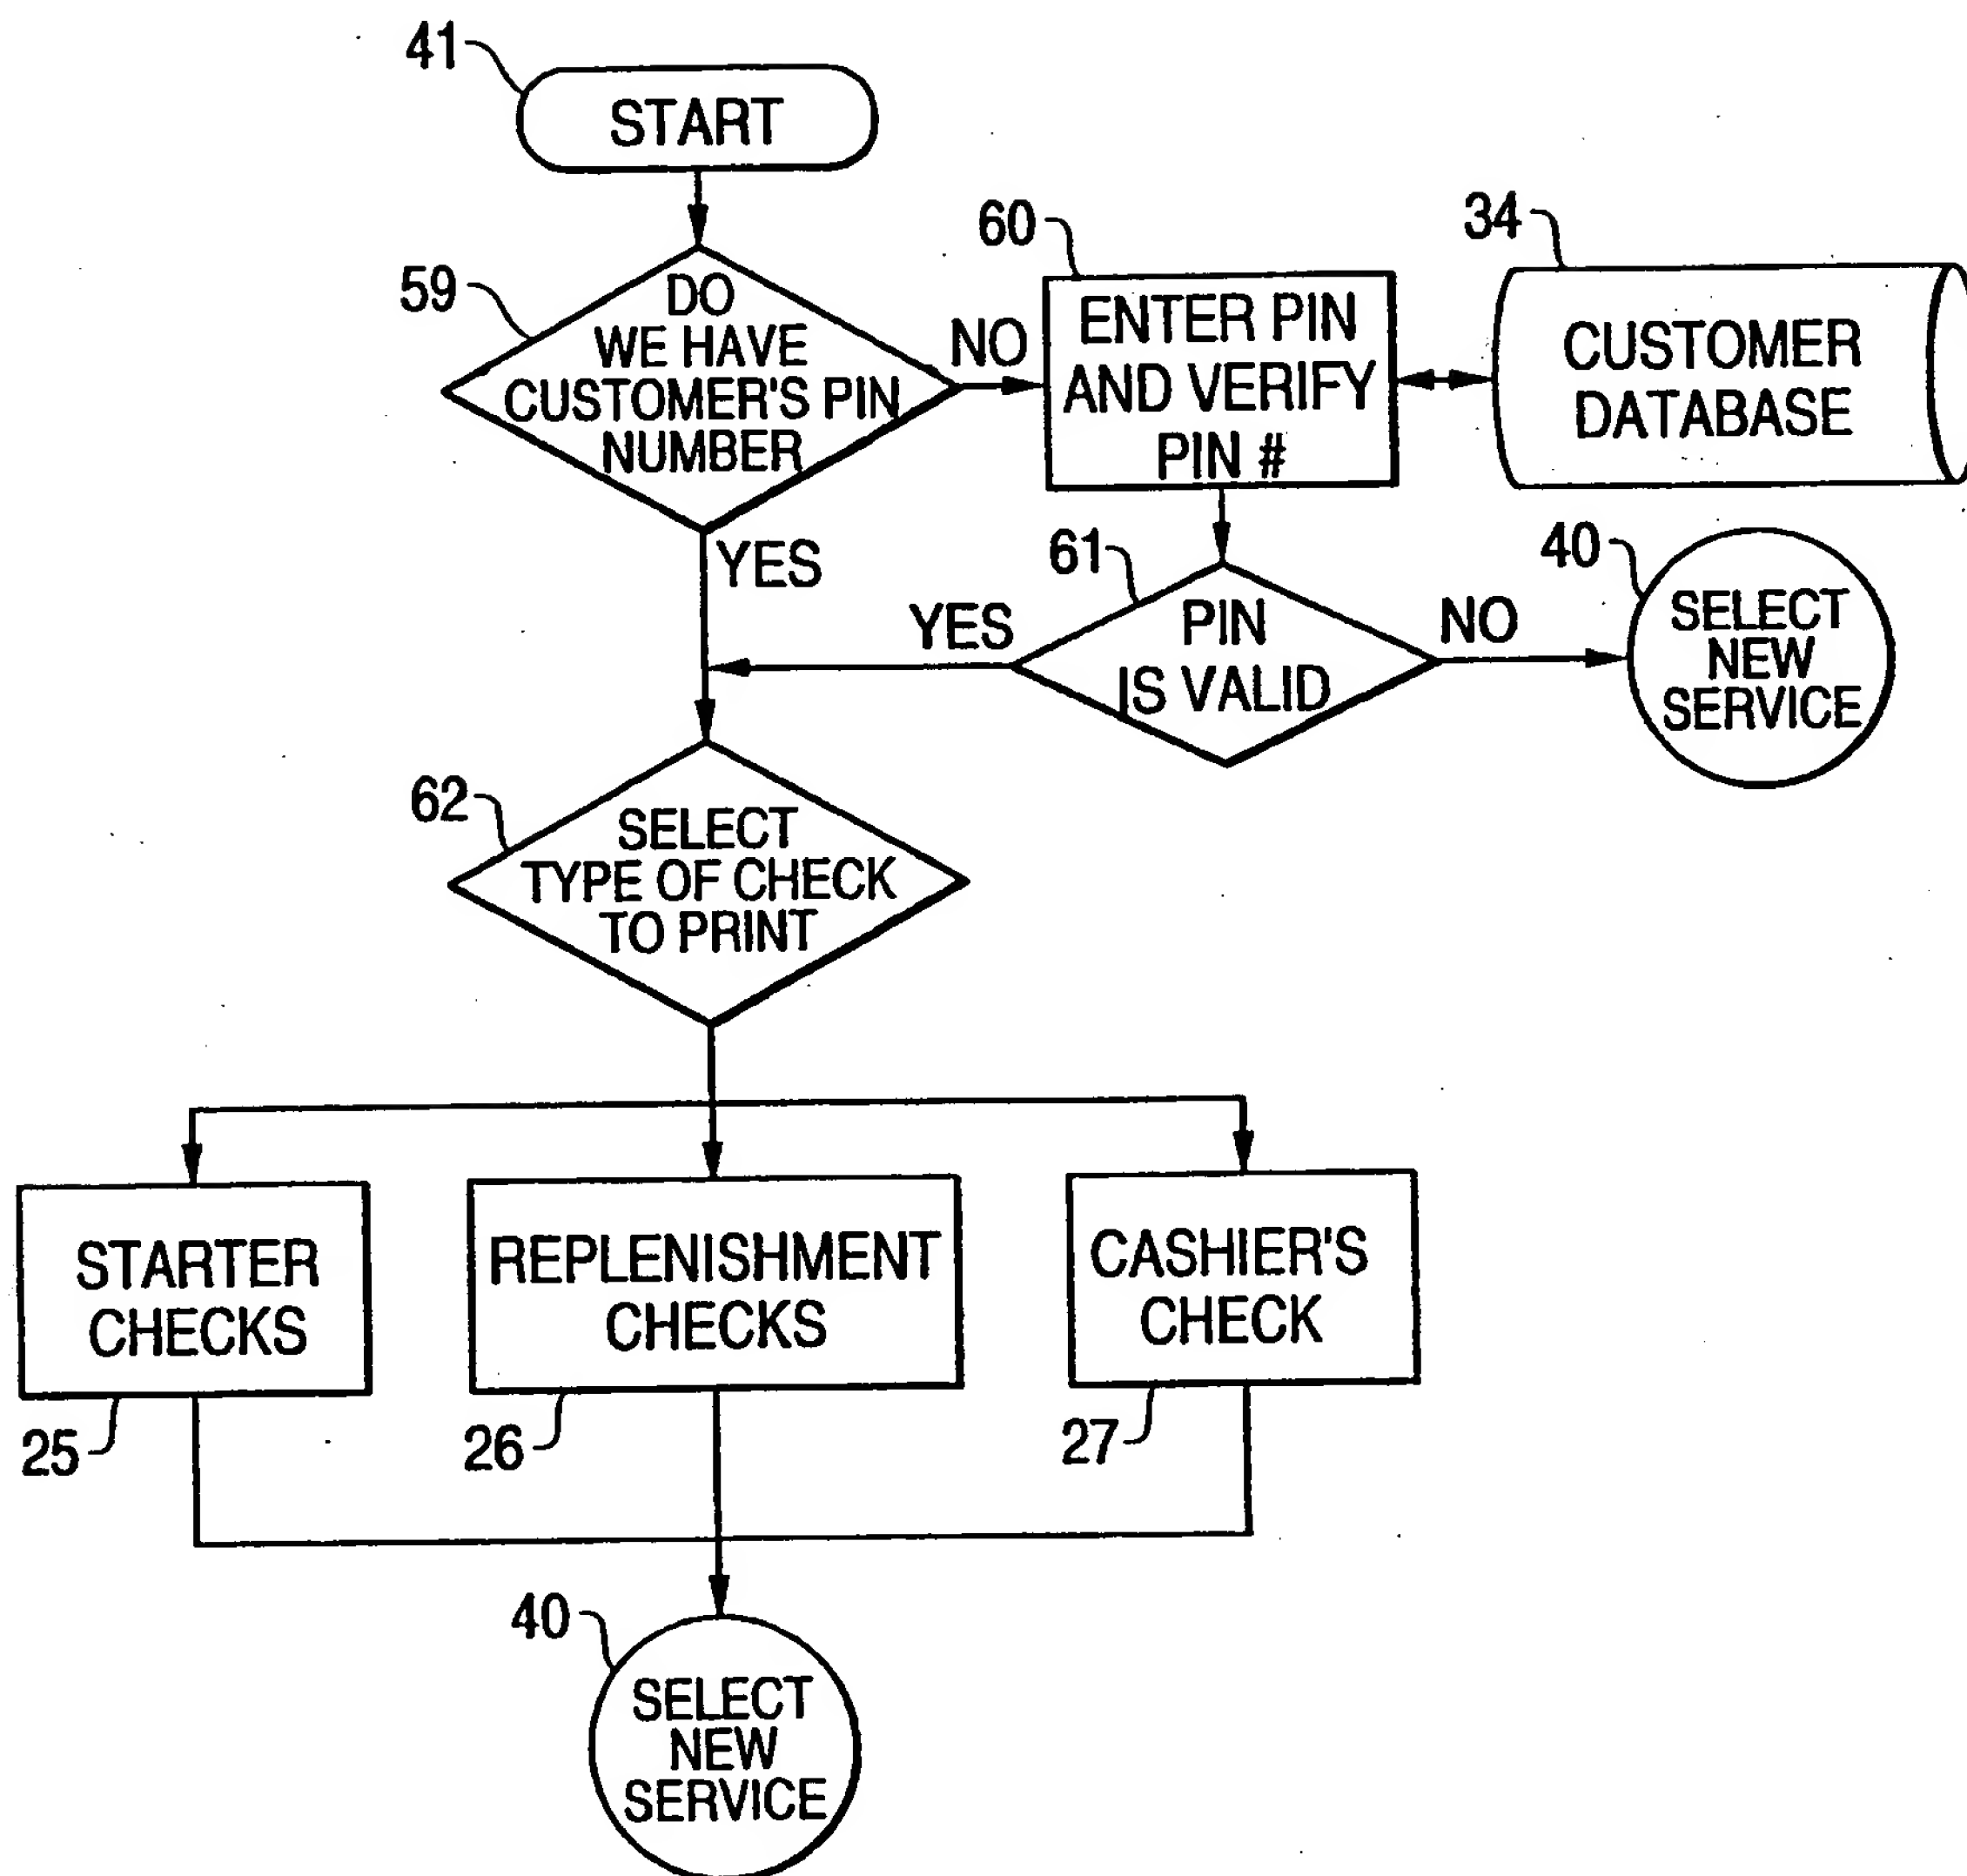 41
START
59
DO
WE HAVE
CUSTOMER'S PIN
NUMBER
NO
60
ENTER PIN
AND VERIFY
PIN #
34
CUSTOMER
DATABASE
YES
61
PIN
IS VALID
YES
NO
40
SELECT
NEW
SERVICE
62
SELECT
TYPE OF CHECK
TO PRINT
STARTER
CHECKS
25
REPLENISHMENT
CHECKS
26
CASHIER'S
CHECK
27
40
SELECT
NEW
SERVICE